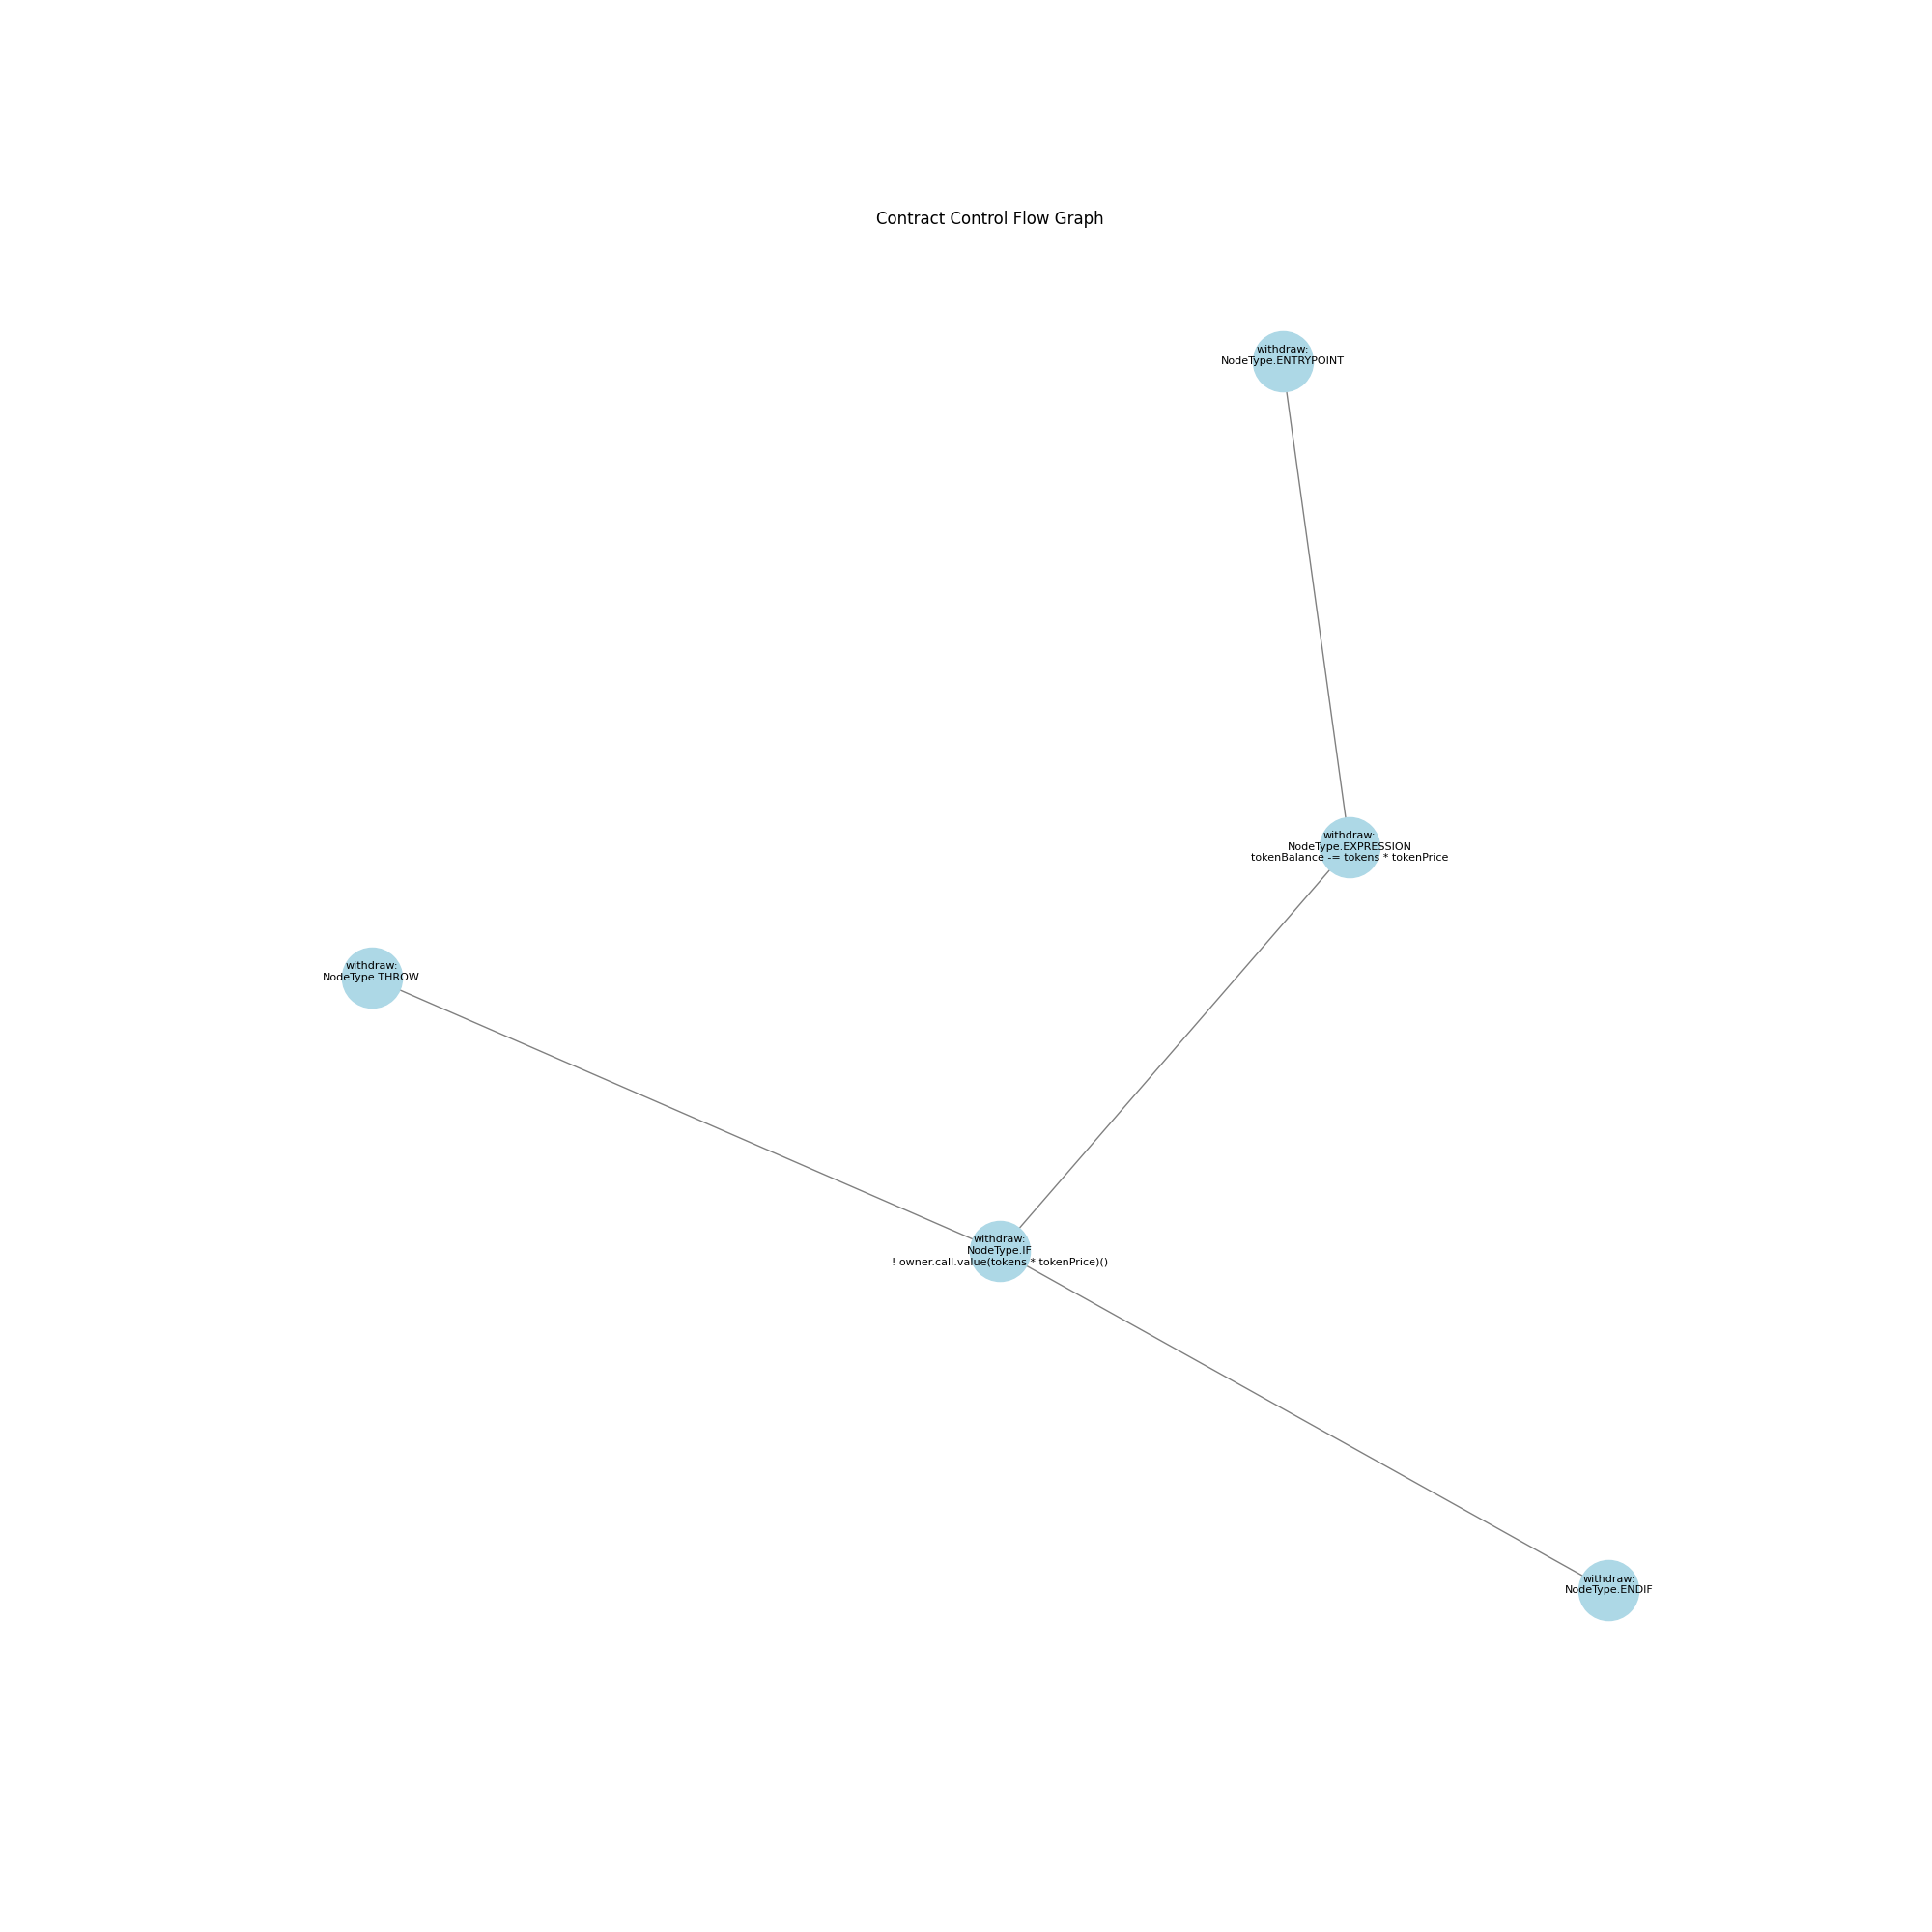 Contract Control Flow Graph
withdraw:
NodeType.ENTRYPOINT
withdraw:
NodeType.EXPRESSION
tokenBalance -= tokens * tokenPrice
withdraw:
NodeType.THROW
withdraw:
NodeType.IF
! owner.call.value(tokens * tokenPrice)()
withdraw:
NodeType.ENDIF